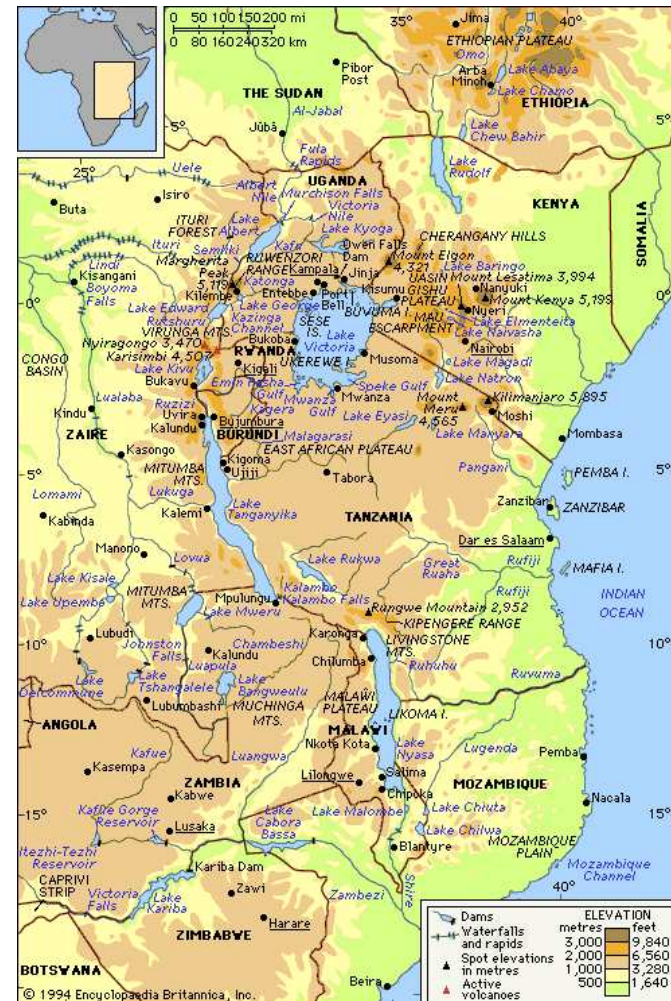 0 50 100 150 200 mi
0 80 160 240 320 km
35°
40°
Jima
ETHIOPIAN PLATEAU
Omo
Pibor
Post
Arba
Minch
Lake Abaya
Lake Chamo
THE SUDAN
ETHIOPIA
Al-Jabal
Jūbā
5°
5°
Lake
Chew Bahir
Fula
Rapids
Lake
Rudolf
25°
Uele
UGANDA
Albert
Nile
Murchison Falls
Victoria
Nile
Lake Kyoga
KENYA
SOMALIA
Buta
Isiro
ITURI
FOREST
Lake
Albert
Kafu
Owen Falls
Dam
CHERANGANY HILLS
Ituri
Semliki
Margherita
Peak
5,119
RUWENZORI
RANGE
Mount Elgon
4,321
Lindi
Kisangani
Boyoma
Falls
Katonga
Kampala
Jinja
UASIN
GISHU
PLATEAU
Lake Baringo
Mount Lesatima 3,994
Nanyuki
Mount Kenya 5,199
0°
0°
Kilembe
Entebbe
Port
Bell
Kisumu
Lake George
BUVUMA I.
MAU
ESCARPMENT
Nyeri
Lake Elmenteita
Lake Naivasha
Lake Edward
Rutshuru
Kazinga
Channel
SESE
IS.
VIRUNGA MTS.
Nyiragongo 3,470
Karisimbi 4,507
Bukoba
Lake
Victoria
Nairobi
RWANDA
UKEREWE I.
Musoma
Lake Magadi
CONGO
BASIN
Lake Kivu
Kigali
Lake Natron
Bukavu
Emin Pasha
Gulf
Speke Gulf
Kilimanjaro 5,895
Lualaba
Kagera
Mwanza
Gulf
Mwanza
Mount
Meru
4,565
Kindu
Ruzizi
Uvira
Bujumbura
Lake Eyasi
Moshi
ZAIRE
Kalundu
BURUNDI
Malagarasi
Lake Manyara
Mombasa
Kasongo
Kigoma
EAST AFRICAN PLATEAU
MITUMBA
MTS.
Ujiji
Pangani
5°
PEMBA I.
5°
Lomami
Lukuga
Tabora
Zanzibar
ZANZIBAR
Kabinda
Kalemi
Lake
Tanganyika
TANZANIA
Dar es Salaam
Manono
Lake Rukwa
Great
Ruaha
Rufiji
MAFIA I.
Lovua
Lake Kisale
MITUMBA
MTS.
Kalambo
Kalambo Falls
Rufiji
INDIAN
OCEAN
Lake Upemba
Mpulungu
Lake Mweru
Rungwe Mountain 2,952
KIPENGERE RANGE
10°
Lubudi
Johnston
Falls
Chambeshi
Karonga
LIVINGSTONE
MTS.
10°
Kalundu
Chilumba
Ruhuhu
Luapula
Lake
Delcommune
Lake
Tshangalele
Lake
Bangweulu
Ruvuma
Lubumbashi
MUCHINGA
MTS.
MALAŴI
PLATEAU
LIKOMA I.
ANGOLA
MALAŴI
Kafue
Nkota Kota
Lake
Nyasa
Lugenda
Pemba
Kasempa
Luangwa
ZAMBIA
Lilongwe
Salima
Chipoka
MOZAMBIQUE
Kabwe
Nacala
15°
Kafue Gorge
Reservoir
Lusaka
Lake
Cabora
Bassa
Lake Malombe
Lake Chiuta
15°
Lake Chilwa
Itezhi-Tezhi
Reservoir
Blantyre
MOZAMBIQUE
PLAIN
Kariba Dam
CAPRIVI
STRIP
Victoria
Falls
Lake
Kariba
Zawi
Zambezi
Shire
40°
Mozambique
Channel
Harare
ZIMBABWE
BOTSWANA
Beira
© 1994 Encyclopaedia Britannica, Inc.
Dams
Waterfalls
and rapids
Spot elevations
in metres
Active
volcanoes
ELEVATION
metres feet
3,000 9,840
2,000 6,560
1,000 3,280
500 1,640